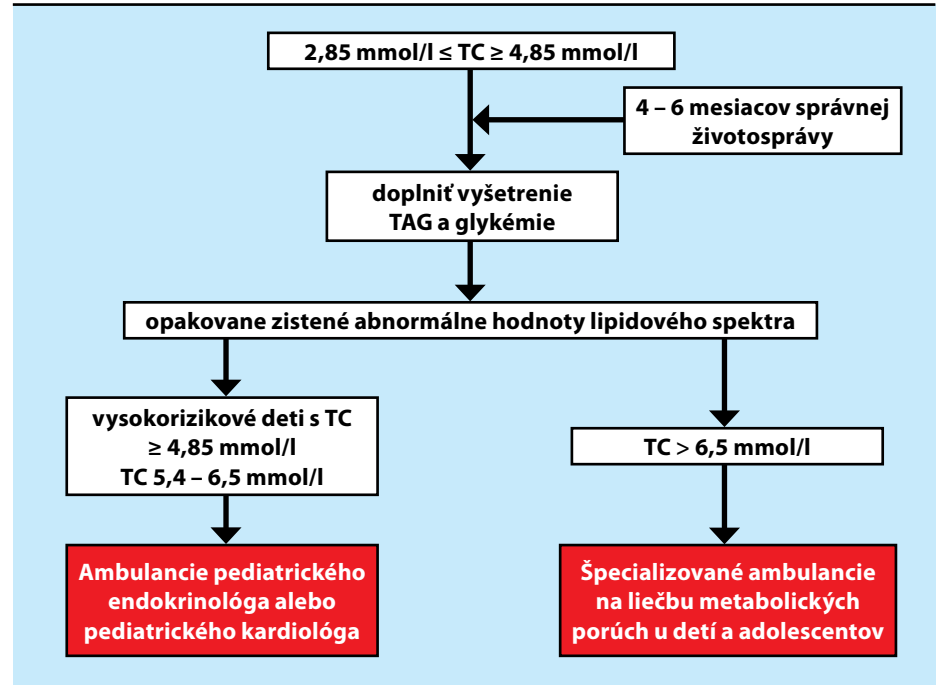 2,85 mmol/l ≤ TC ≥ 4,85 mmol/l
4 – 6 mesiacov správnej
životosprávy
doplniť vyšetrenie
TAG a glykémie
opakovane zistené abnormálne hodnoty lipidového spektra
vysokorizikové deti s TC
≥ 4,85 mmol/l
TC 5,4 – 6,5 mmol/l
TC > 6,5 mmol/l
Ambulancie pediatrického
endokrinológa alebo
pediatrického kardiológa
Špecializované ambulancie
na liečbu metabolických
porúch u detí a adolescentov